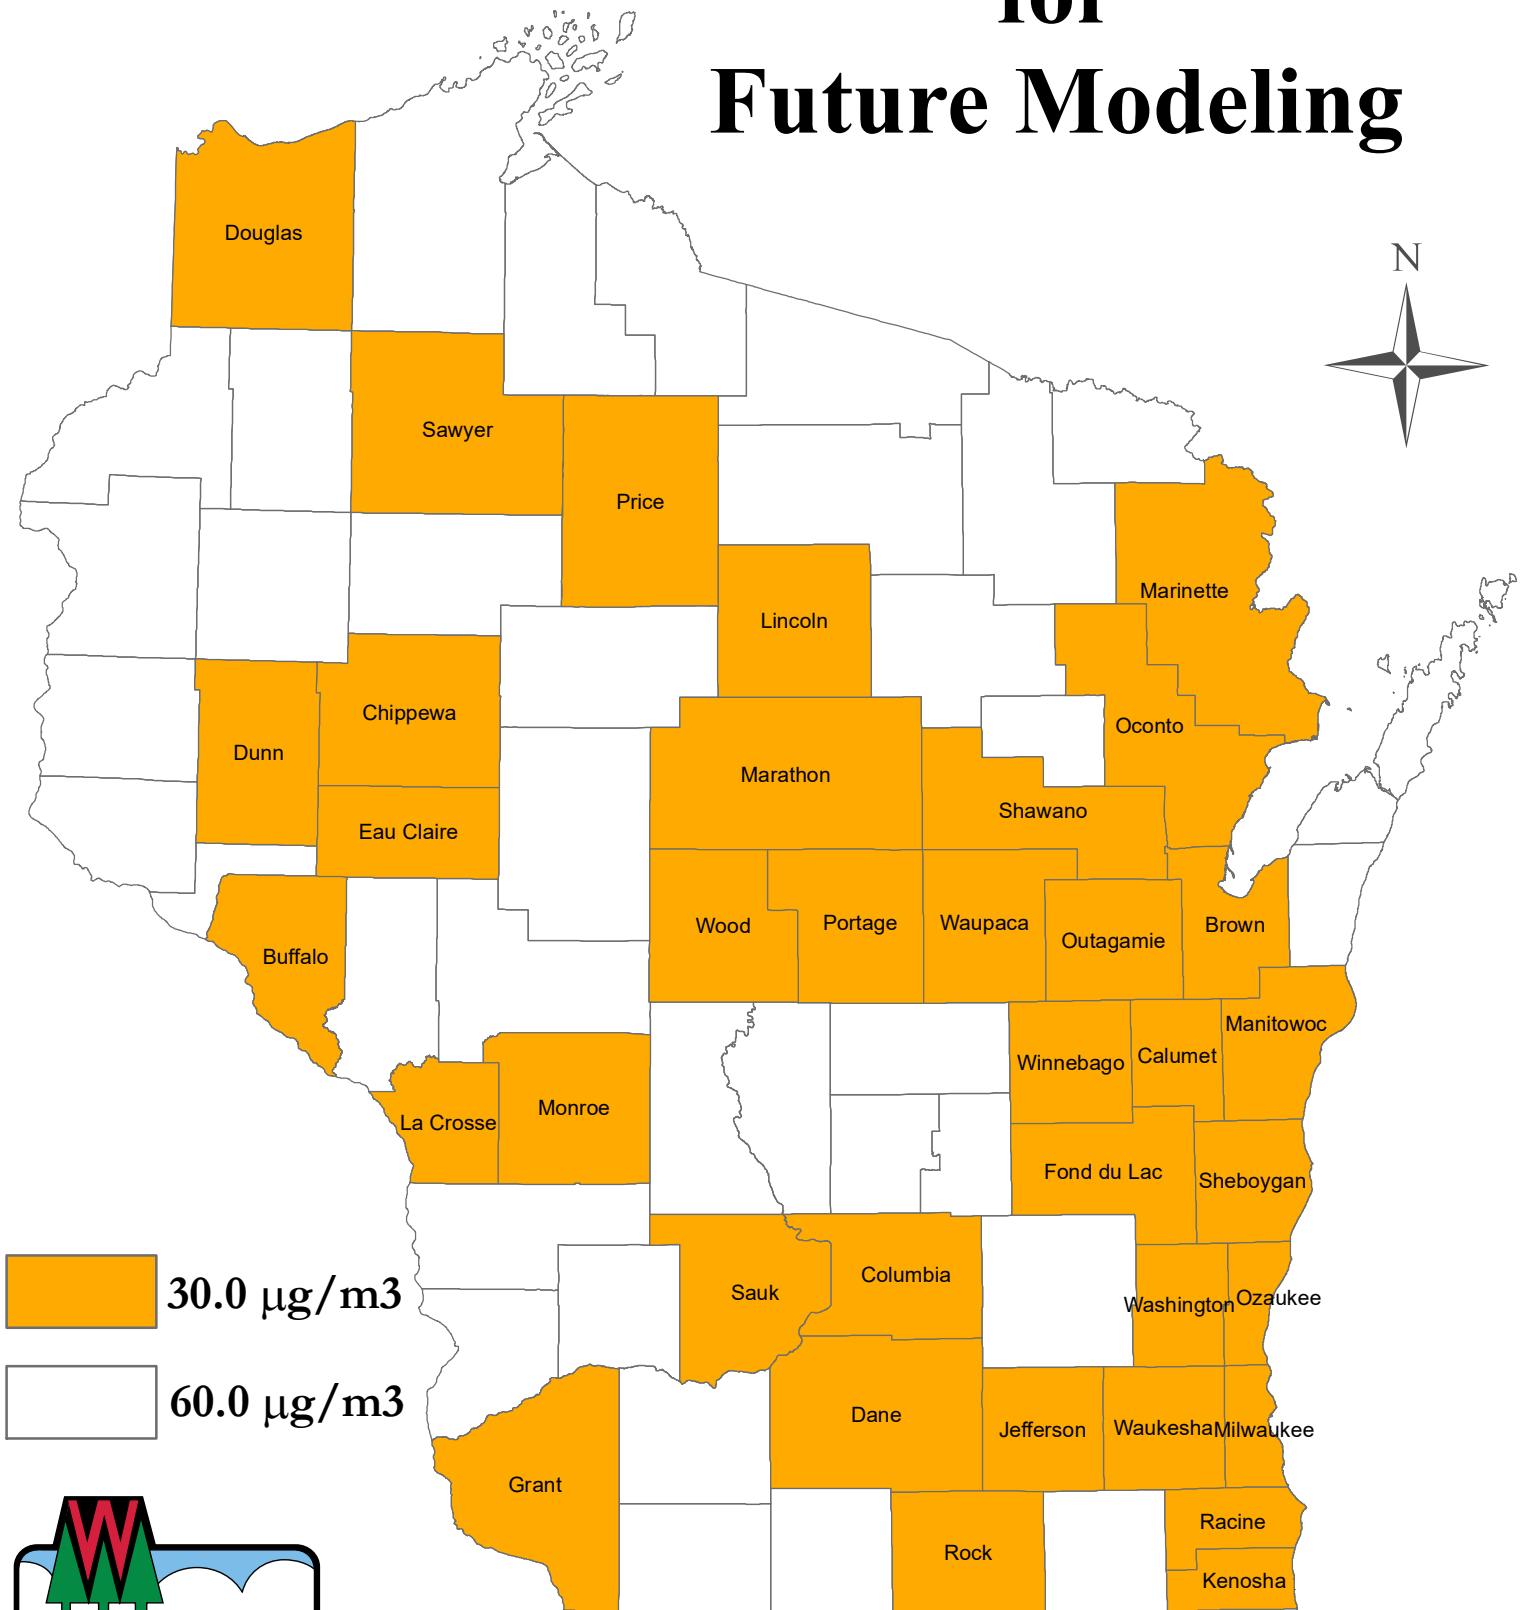 for
Future Modeling
N
Douglas
Sawyer
Price
Marinette
Lincoln
Chippewa
Oconto
Dunn
Marathon
Shawano
Eau Claire
Wood
Portage
Waupaca
Outagamie
Brown
Buffalo
Manitowoc
Winnebago
Calumet
La Crosse
Monroe
Fond du Lac
Sheboygan
Columbia
Sauk
Washington
Ozaukee
30.0 µg/m3
60.0 µg/m3
Dane
Jefferson
Waukesha
Milwaukee
Grant
Racine
Rock
Kenosha
W